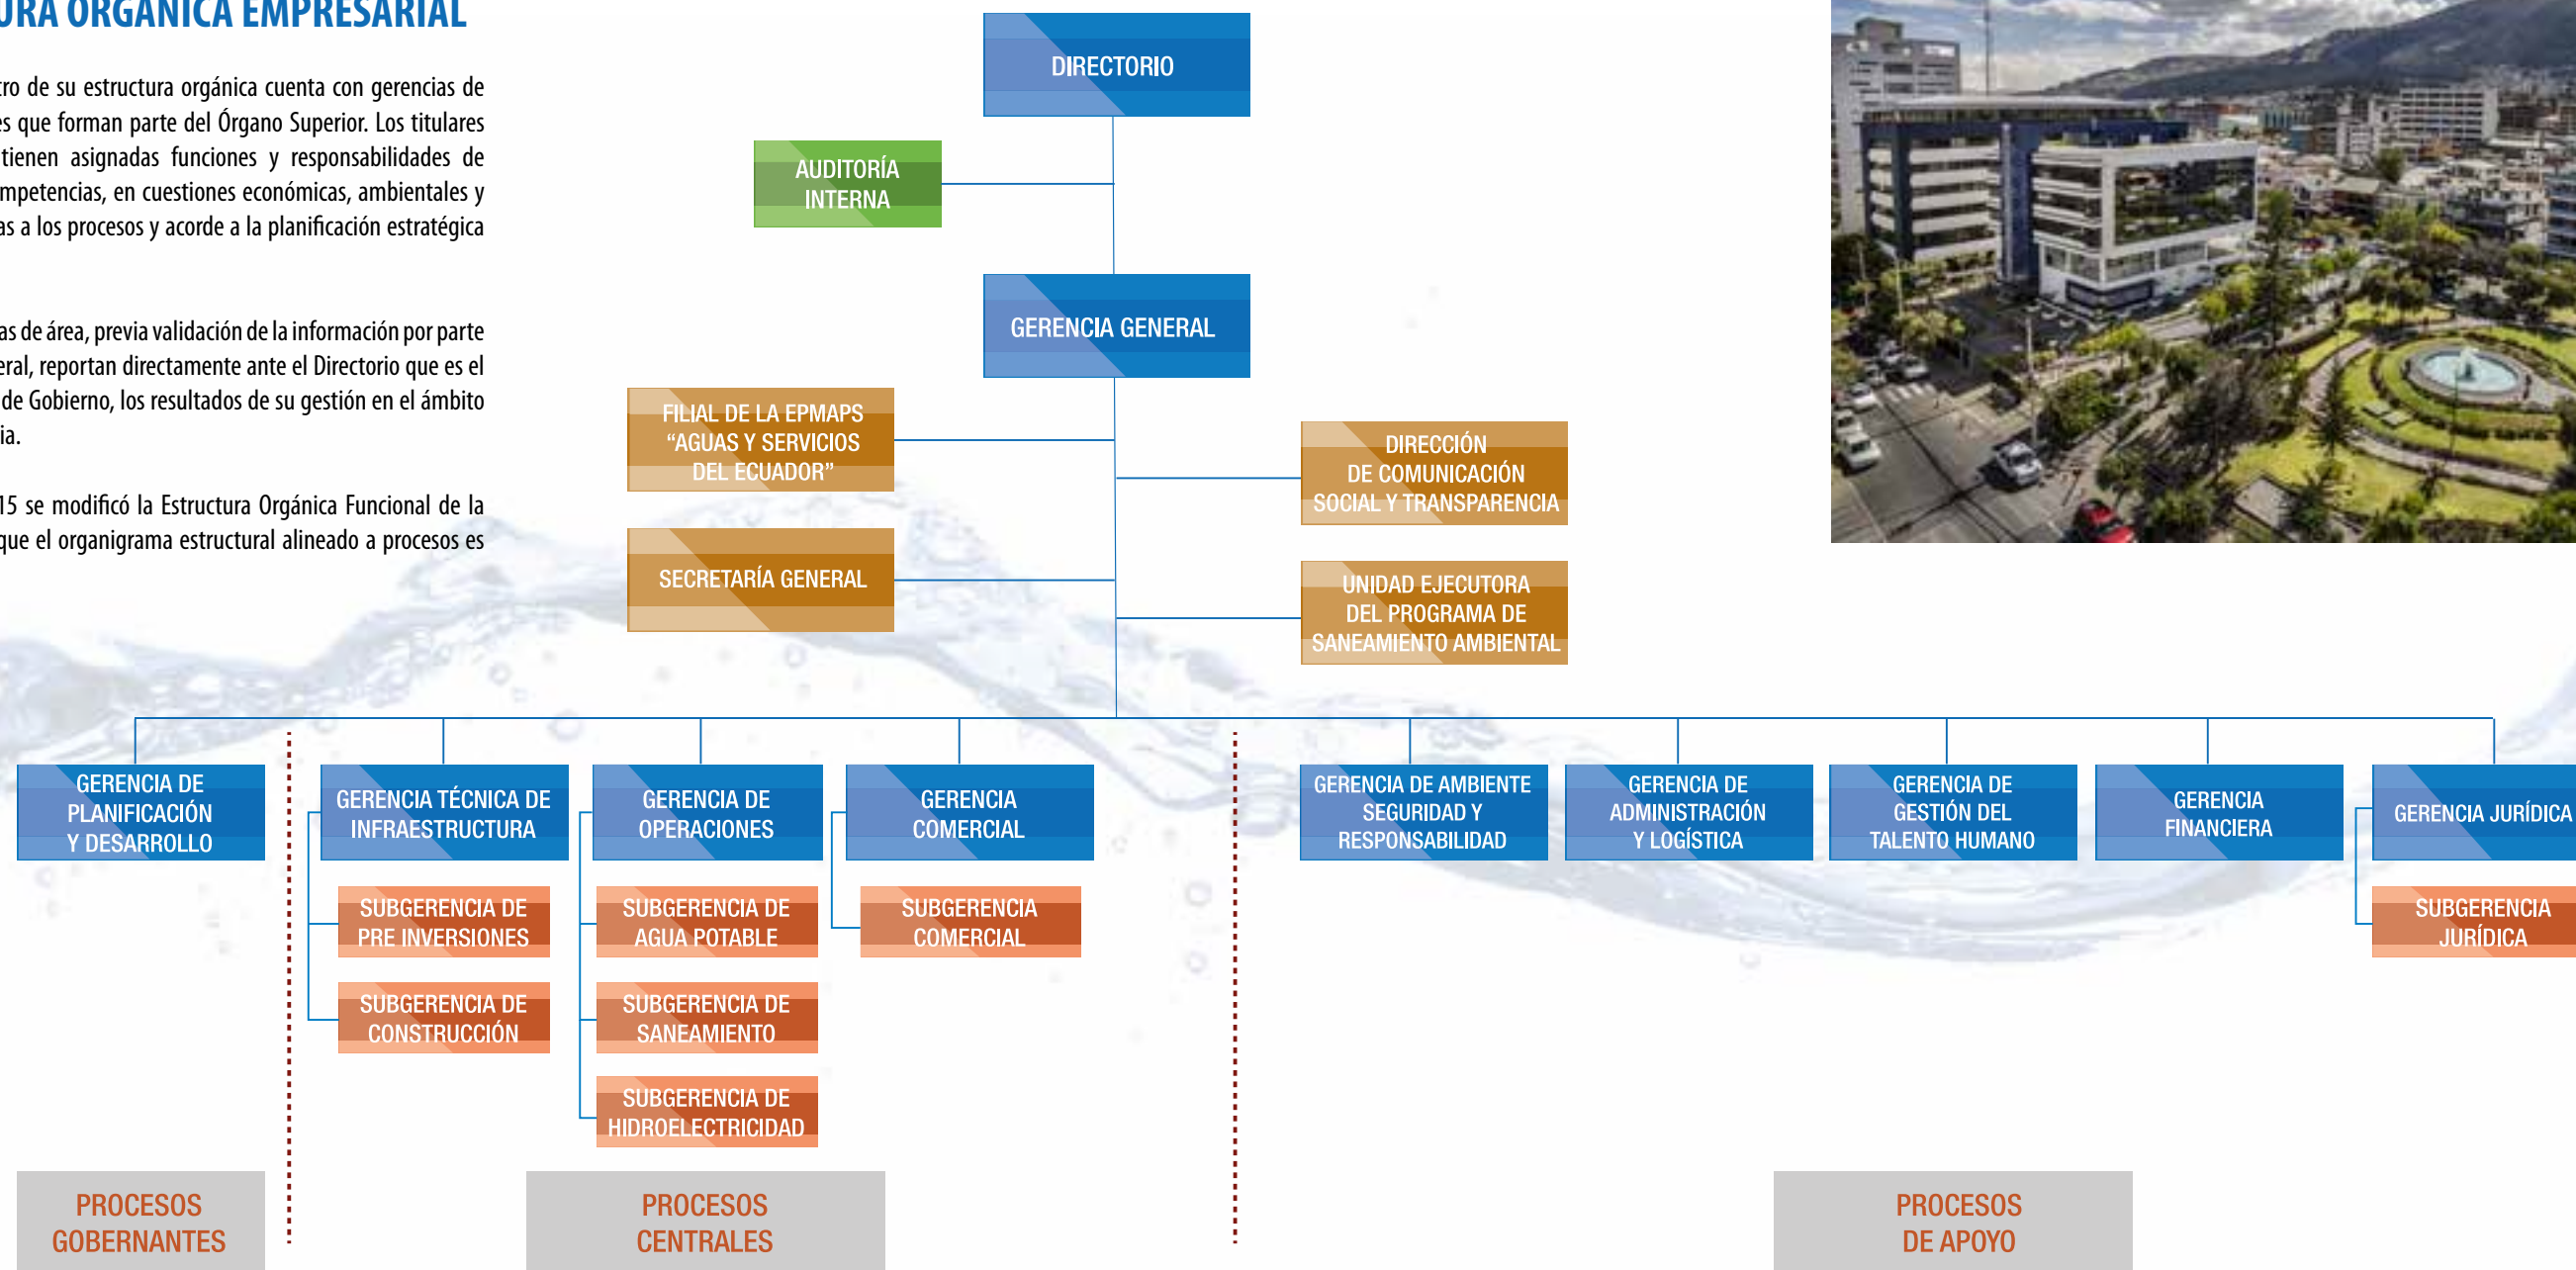 URA ORGÁNICA EMPRESARIAL
tro de su estructura orgánica cuenta con gerencias de
es que forman parte del Órgano Superior. Los titulares
tienen asignadas funciones y responsabilidades de
mpetencias, en cuestiones económicas, ambientales y
as a los procesos y acorde a la planificación estratégica
as de área, previa validación de la información por parte
eral, reportan directamente ante el Directorio que es el
de Gobierno, los resultados de su gestión en el ámbito
ia.
15 se modificó la Estructura Orgánica Funcional de la
que el organigrama estructural alineado a procesos es
DIRECTORIO
AUDITORÍA
INTERNA
GERENCIA GENERAL
FILIAL DE LA EPMAPS
“AGUAS Y SERVICIOS
DEL ECUADOR”
DIRECCIÓN
DE COMUNICACIÓN
SOCIAL Y TRANSPARENCIA
SECRETARÍA GENERAL
UNIDAD EJECUTORA
DEL PROGRAMA DE
SANEAMIENTO AMBIENTAL
GERENCIA DE
PLANIFICACIÓN
Y DESARROLLO
GERENCIA TÉCNICA DE
INFRAESTRUCTURA
GERENCIA DE
OPERACIONES
GERENCIA
COMERCIAL
GERENCIA DE AMBIENTE
SEGURIDAD Y
RESPONSABILIDAD
GERENCIA DE
ADMINISTRACIÓN
Y LOGÍSTICA
GERENCIA DE
GESTIÓN DEL
TALENTO HUMANO
GERENCIA
FINANCIERA
GERENCIA JURÍDICA
SUBGERENCIA DE
PRE INVERSIONES
SUBGERENCIA DE
AGUA POTABLE
SUBGERENCIA
COMERCIAL
SUBGERENCIA
JURÍDICA
SUBGERENCIA DE
CONSTRUCCIÓN
SUBGERENCIA DE
SANEAMIENTO
SUBGERENCIA DE
HIDROELECTRICIDAD
PROCESOS
GOBERNANTES
PROCESOS
CENTRALES
PROCESOS
DE APOYO